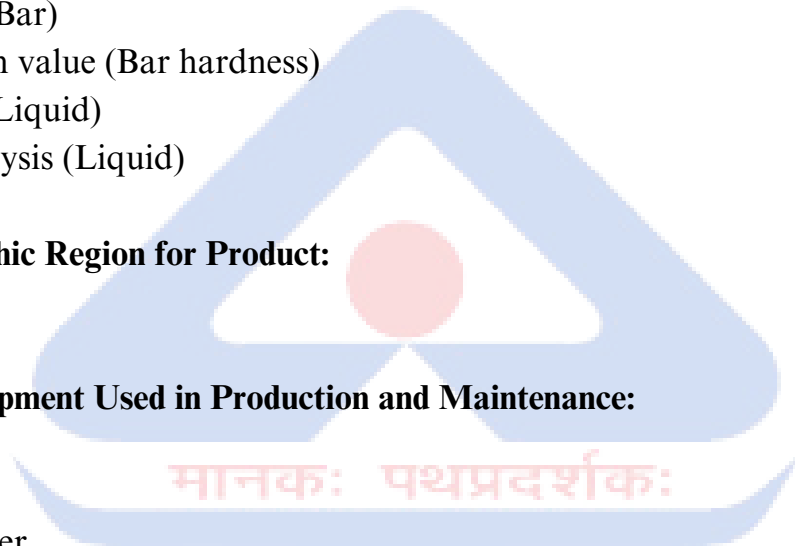 Bar)
n value (Bar hardness)
Liquid)
ysis (Liquid)
hic Region for Product:
pment Used in Production and Maintenance:
मानकः पथप्रदर्शकः
er